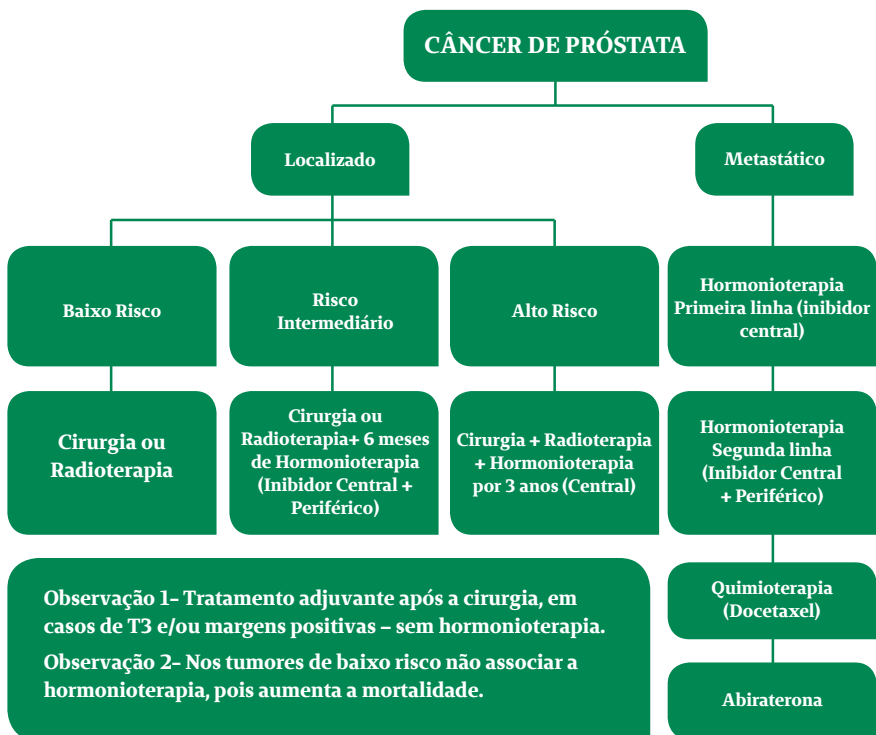 CÂNCER DE PRÓSTATA
Localizado
Metastático
Baixo Risco
Risco
Intermediário
Alto Risco
Hormonioterapia
Primeira linha (inibidor
central)
Cirurgia ou
Radioterapia
Cirurgia ou
Radioterapia+ 6 meses
de Hormonioterapia
(Inibidor Central +
Periférico)
Cirurgia + Radioterapia
+ Hormonioterapia
por 3 anos (Central)
Hormonioterapia
Segunda linha
(Inibidor Central
+ Periférico)
Quimioterapia
(Docetaxel)
Abiraterona
Observação 1– Tratamento adjuvante após a cirurgia, em
casos de T3 e/ou margens positivas – sem hormonioterapia.
Observação 2– Nos tumores de baixo risco não associar a
hormonioterapia, pois aumenta a mortalidade.